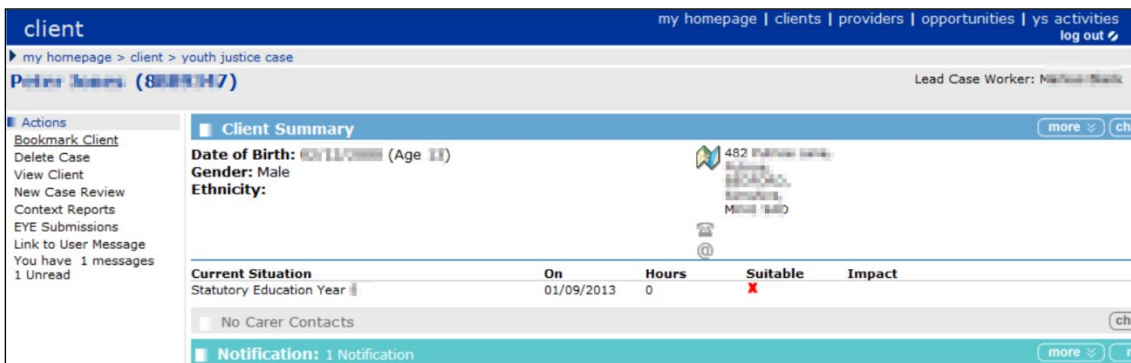 client
my homepage | clients | providers | opportunities | ys activities
log out
my homepage > client > youth justice case
Lead Case Worker:
Actions
Bookmark Client
Delete Case
View Client
New Case Review
Context Reports
EYE Submissions
Link to User Message
You have 1 messages
1 Unread
Client Summary
more
Date of Birth: (Age
Gender: Male
Ethnicity:
482
Current Situation On Hours Suitable Impact
Statutory Education Year 01/09/2013 0 X
No Carer Contacts
Notification: 1 Notification
more